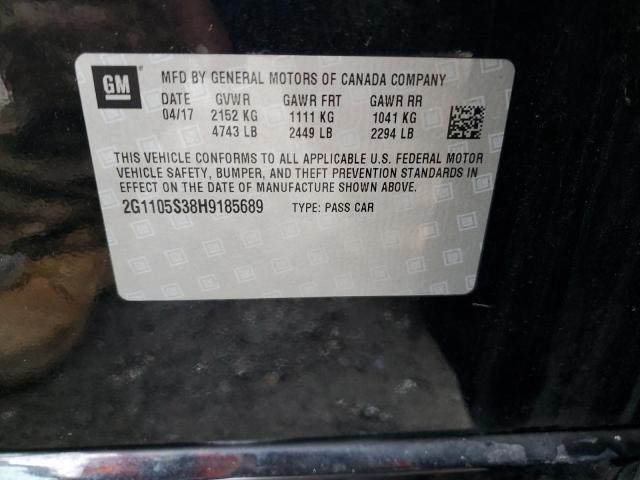 GM
MFD BY GENERAL MOTORS OF CANADA COMPANY
DATE GVWR GAWR FRT GAWR RR
04/17 2152 KG 1111 KG 1041 KG
4743 LB 2449 LB 2294 LB
THIS VEHICLE CONFORMS TO ALL APPLICABLE U.S. FEDERAL MOTOR
VEHICLE SAFETY, BUMPER, AND THEFT PREVENTION STANDARDS IN
EFFECT ON THE DATE OF MANUFACTURE SHOWN ABOVE.
2G1105S38H9185689 TYPE: PASS CAR